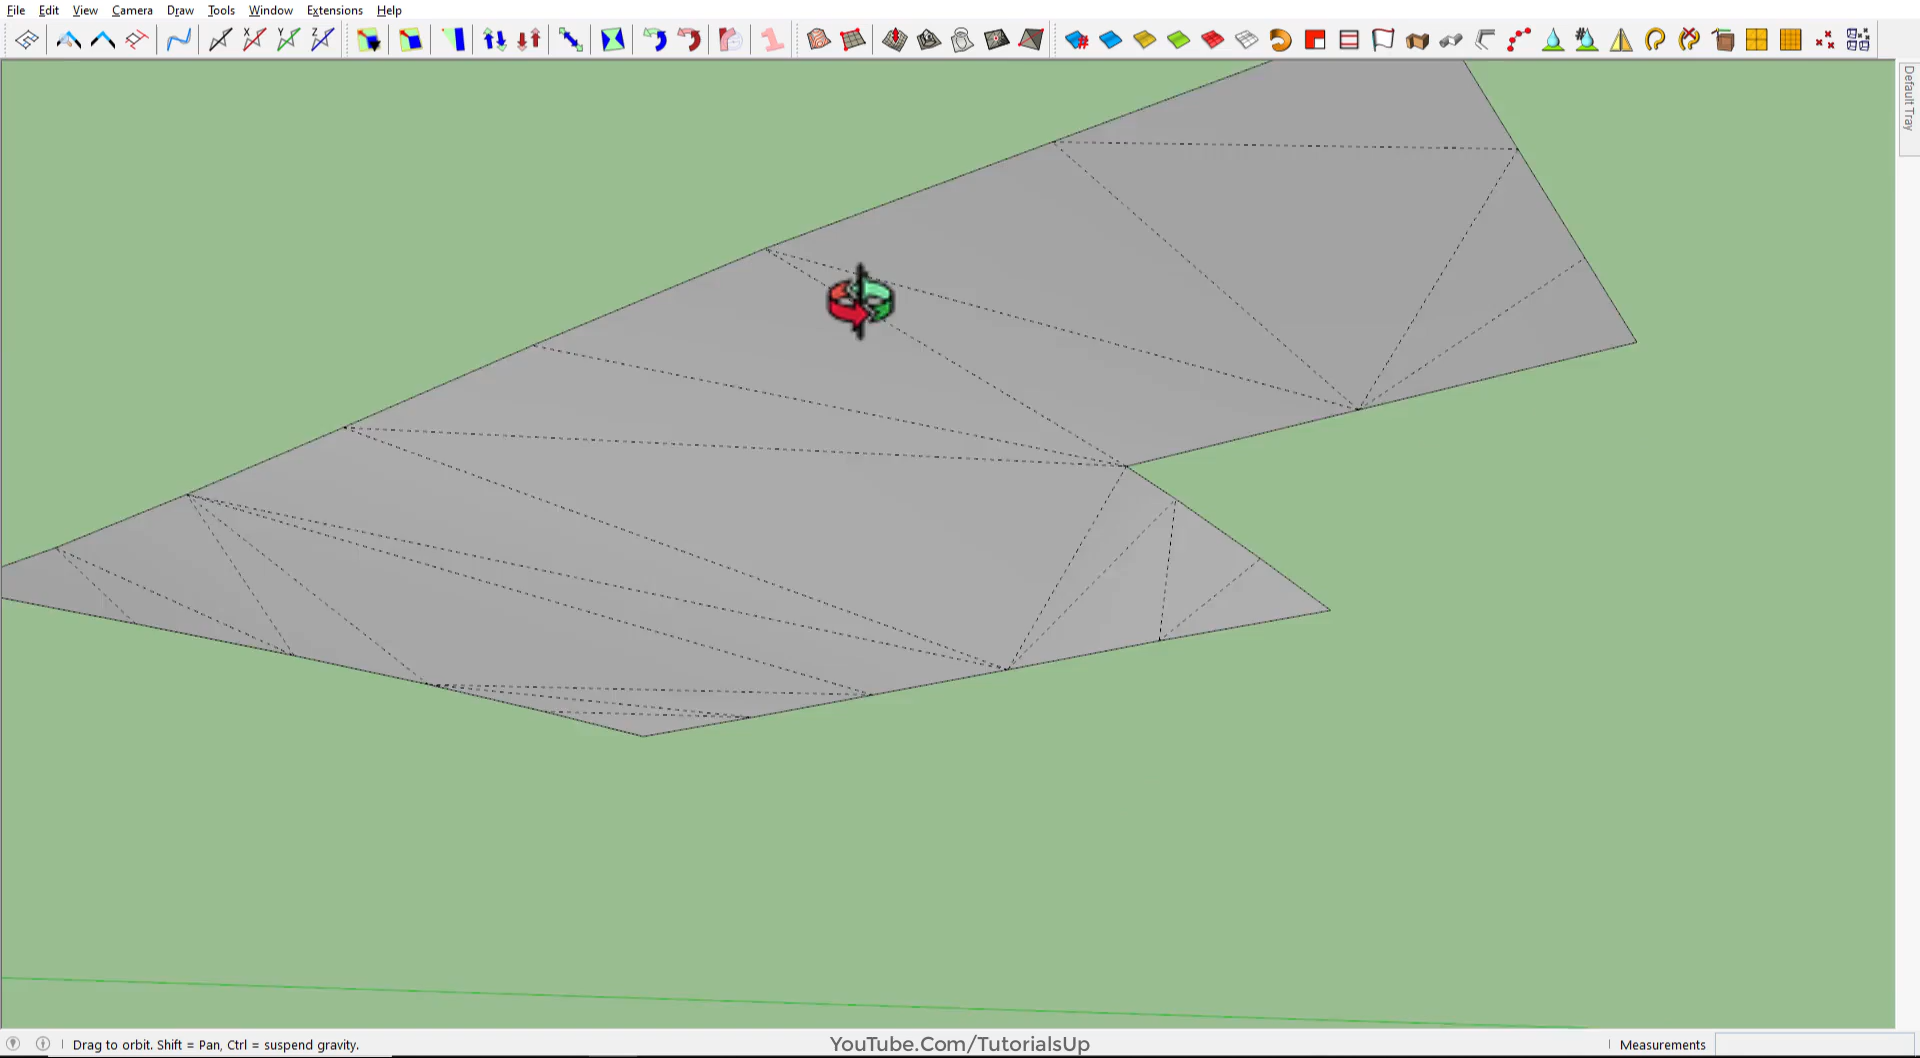 File Edit View Camera Draw Tools Window Extensions Help
X Y Z
Default Tray
Drag to orbit. Shift = Pan, Ctrl = suspend gravity.
YouTube.Com/TutorialsUp
Measurements